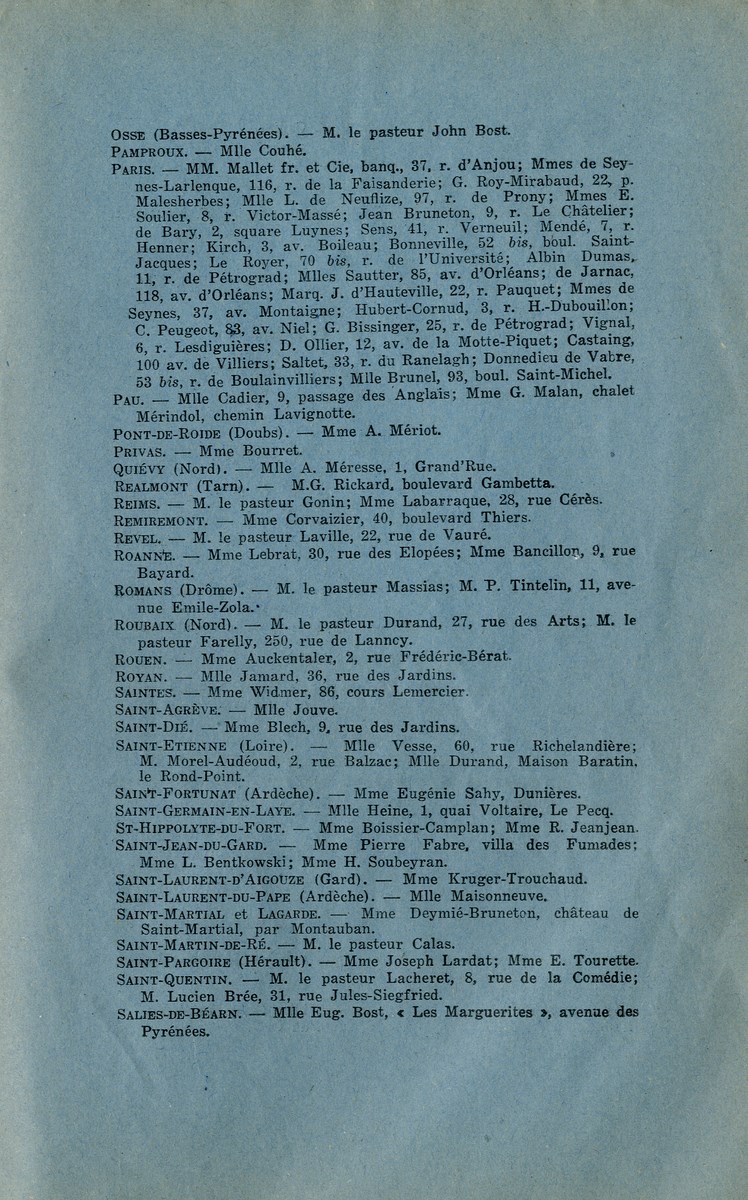 OSSE (Basses-Pyrénées). — M. le pasteur John Bost.
PAMPROUX. — Mlle Couhé.
PARIS. — MM. Mallet fr. et Cie, banq., 37, r. d'Anjou; Mmes de Sey-
nes-Larlenque, 116, r. de la Faisanderie; G. Roy-Mirabaud, 22, p.
Malesherbes; Mlle L. de Neuflize, 97, r. de Prony; Mmes E.
Soulier, 8, r. Victor-Massé; Jean Bruneton, 9, r. Le Châtelier;
de Bary, 2, square Luynes; Sens, 41, r. Verneuil; Mendé, 7, r.
Henner; Kirch, 3, av. Boileau; Bonneville, 52 bis, boul. Saint-
Jacques; Le Royer, 70 bis, r. de l'Université; Albin Dumas,
11, r. de Pétrograd; Mlles Sautter, 85, av. d'Orléans; de Jarnac,
118, av. d'Orléans; Marq. J. d'Hauteville, 22, r. Pauquet; Mmes de
Seynes, 37, av. Montaigne; Hubert-Cornud, 3, r. H.-Dubouillon;
C. Peugeot, 83, av. Niel; G. Bissinger, 25, r. de Pétrograd; Vignal,
6, r. Lesdiguières; D. Ollier, 12, av. de la Motte-Piquet; Castaing,
100 av. de Villiers; Saltet, 33, r. du Ranelagh; Donnedieu de Vabre,
53 bis, r. de Boulainvilliers; Mlle Brunel, 93, boul. Saint-Michel.
PAU. — Mlle Cadier, 9, passage des Anglais; Mme G. Malan, chalet
Mérindol, chemin Lavignotte.
PONT-DE-ROIDE (Doubs). — Mme A. Mériot.
PRIVAS. — Mme Bourret.
QUIÉVY (Nord). — Mlle A. Méresse, 1, Grand'Rue.
REALMONT (Tarn). — M.G. Rickard, boulevard Gambetta.
REIMS. — M. le pasteur Gonin; Mme Labarraque, 28, rue Cérès.
REMIREMONT. — Mme Corvaizier, 40, boulevard Thiers.
REVEL. — M. le pasteur Laville, 22, rue de Vauré.
ROANNE. — Mme Lebrat, 30, rue des Elopées; Mme Bancillon, 9, rue
Bayard.
ROMANS (Drôme). — M. le pasteur Massias; M. P. Tintelin, 11, ave-
nue Emile-Zola.
ROUBAIX (Nord). — M. le pasteur Durand, 27, rue des Arts; M. le
pasteur Farelly, 250, rue de Lanncy.
ROUEN. — Mme Auckentaler, 2, rue Frédéric-Bérat.
ROYAN. — Mlle Jamard, 36, rue des Jardins.
SAINTES. — Mme Widmer, 86, cours Lemercier.
SAINT-AGRÈVE. — Mlle Jouve.
SAINT-DIÉ. — Mme Blech, 9, rue des Jardins.
SAINT-ETIENNE (Loire). — Mlle Vesse, 60, rue Richelandière;
M. Morel-Audéoud, 2, rue Balzac; Mlle Durand, Maison Baratin,
le Rond-Point.
SAINT-FORTUNAT (Ardèche). — Mme Eugénie Sahy, Dunières.
SAINT-GERMAIN-EN-LAYE. — Mlle Heine, 1, quai Voltaire, Le Pecq.
ST-HIPPOLYTE-DU-FORT. — Mme Boissier-Camplan; Mme R. Jeanjean.
SAINT-JEAN-DU-GARD. — Mme Pierre Fabre, villa des Fumades;
Mme L. Bentkowski; Mme H. Soubeyran.
SAINT-LAURENT-D'AIGOUZE (Gard). — Mme Kruger-Trouchaud.
SAINT-LAURENT-DU-PAPE (Ardèche). — Mlle Maisonneuve.
SAINT-MARTIAL et LAGARDE. — Mme Deymié-Bruneton, château de
Saint-Martial, par Montauban.
SAINT-MARTIN-DE-RÉ. — M. le pasteur Calas.
SAINT-PARGOIRE (Hérault). — Mme Joseph Lardat; Mme E. Tourette.
SAINT-QUENTIN. — M. le pasteur Lacheret, 8, rue de la Comédie;
M. Lucien Brée, 31, rue Jules-Siegfried.
SALIES-DE-BÉARN. — Mlle Eug. Bost, « Les Marguerites », avenue des
Pyrénées.